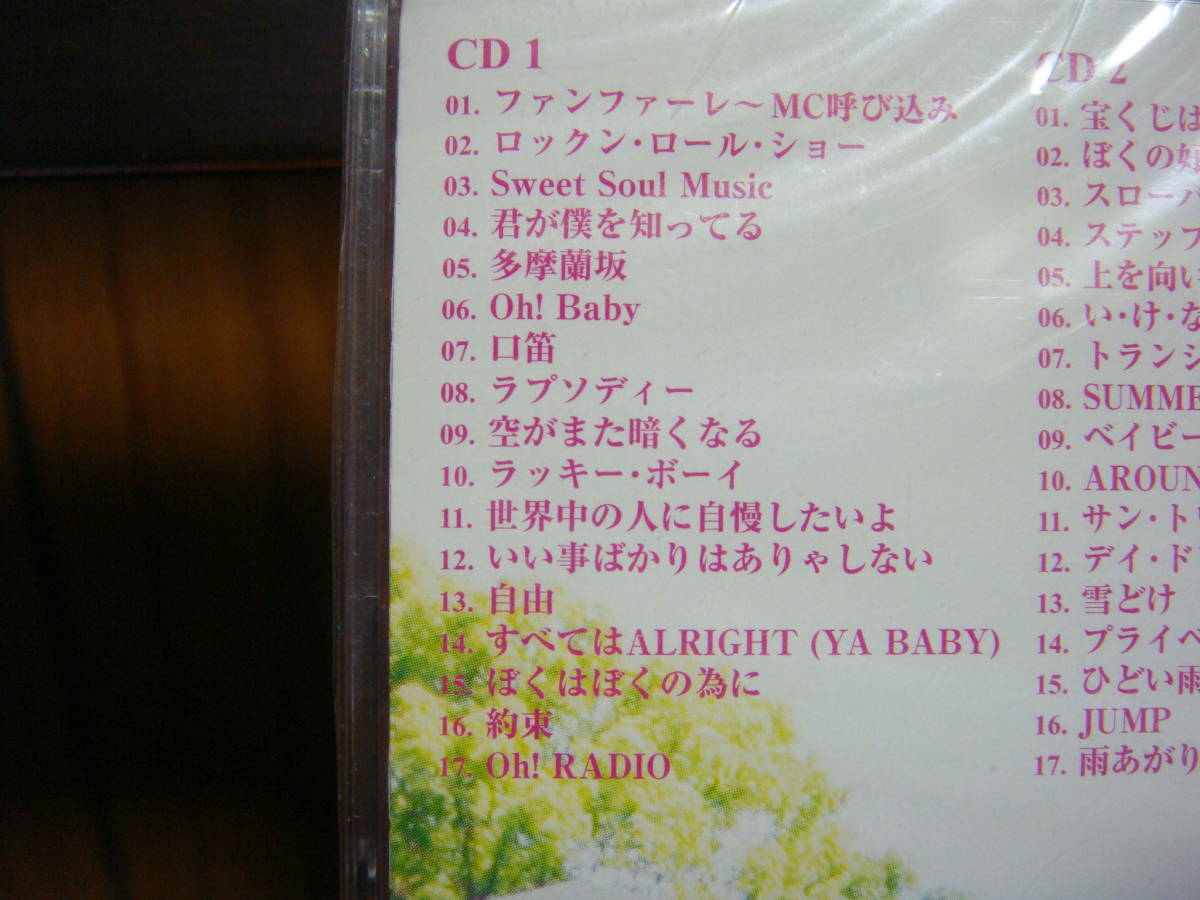 CD 1
01. ファンファーレ～MC呼び込み
02. ロックン・ロール・ショー
03. Sweet Soul Music
04. 君が僕を知ってる
05. 多摩蘭坂
06. Oh! Baby
07. 口笛
08. ラプソディー
09. 空がまた暗くなる
10. ラッキー・ボーイ
11. 世界中の人に自慢したいよ
12. いい事ばかりはありゃしない
13. 自由
14. すべてはALRIGHT (YA BABY)
15. ぼくはぼくの為に
16. 約束
17. Oh! RADIO
CD 2
01. 宝くじは
02. ぼくの好
03. スローバ
04. ステップ
05. 上を向い
06. い・け・な
07. トランジ
08. SUMME
09. ベイビー
10. AROUN
11. サン・ト
12. デイ・ド
13. 雪どけ
14. プライベ
15. ひどい雨
16. JUMP
17. 雨あがり